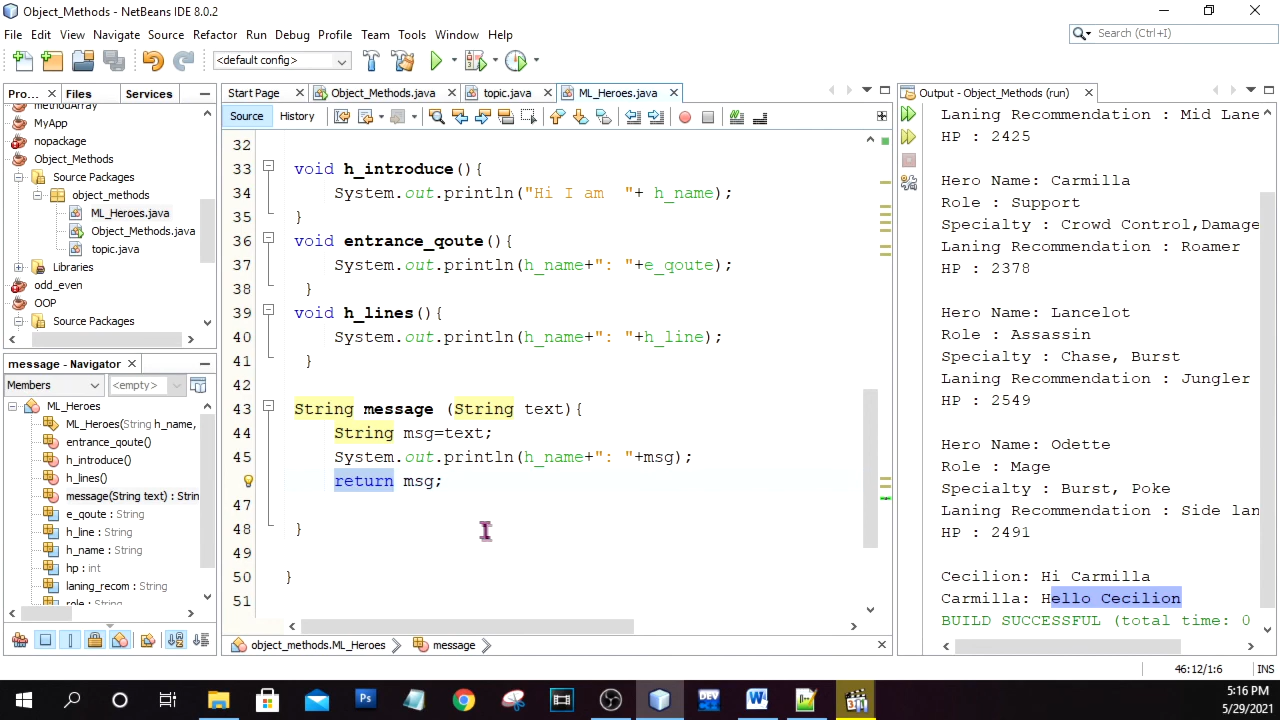 Object_Methods - NetBeans IDE 8.0.2
File Edit View Navigate Source Refactor Run Debug Profile Team Tools Window Help
Search (Ctrl+I)
<default config>
Pro... Files Services
methodArray
MyApp
nopackage
Object_Methods
Source Packages
object_methods
ML_Heroes.java
Object_Methods.java
topic.java
Libraries
odd_even
OOP
Source Packages
message - Navigator
Members <empty>
ML_Heroes
ML_Heroes(String h_name,
entrance_qoute()
h_introduce()
h_lines()
message(String text) : Strin
e_qoute : String
h_line : String
h_name : String
hp : int
laning_recom : String
role : String
Start Page Object_Methods.java topic.java ML_Heroes.java
Source History
32
33 void h_introduce(){
34 System.out.println("Hi I am  "+ h_name);
35 }
36 void entrance_qoute(){
37 System.out.println(h_name+": "+e_qoute);
38 }
39 void h_lines(){
40 System.out.println(h_name+": "+h_line);
41 }
42
43 String message (String text){
44 String msg=text;
45 System.out.println(h_name+": "+msg);
46 return msg;
47
48 }
49
50 }
51
object_methods.ML_Heroes message
Output - Object_Methods (run)
Laning Recommendation : Mid Lane
HP : 2425
Hero Name: Carmilla
Role : Support
Specialty : Crowd Control,Damage
Laning Recommendation : Roamer
HP : 2378
Hero Name: Lancelot
Role : Assassin
Specialty : Chase, Burst
Laning Recommendation : Jungler
HP : 2549
Hero Name: Odette
Role : Mage
Specialty : Burst, Poke
Laning Recommendation : Side lan
HP : 2491
Cecilion: Hi Carmilla
Carmilla: Hello Cecilion
BUILD SUCCESSFUL (total time: 0
46:12/1:6 INS
Ps DEV W
5:16 PM
5/29/2021